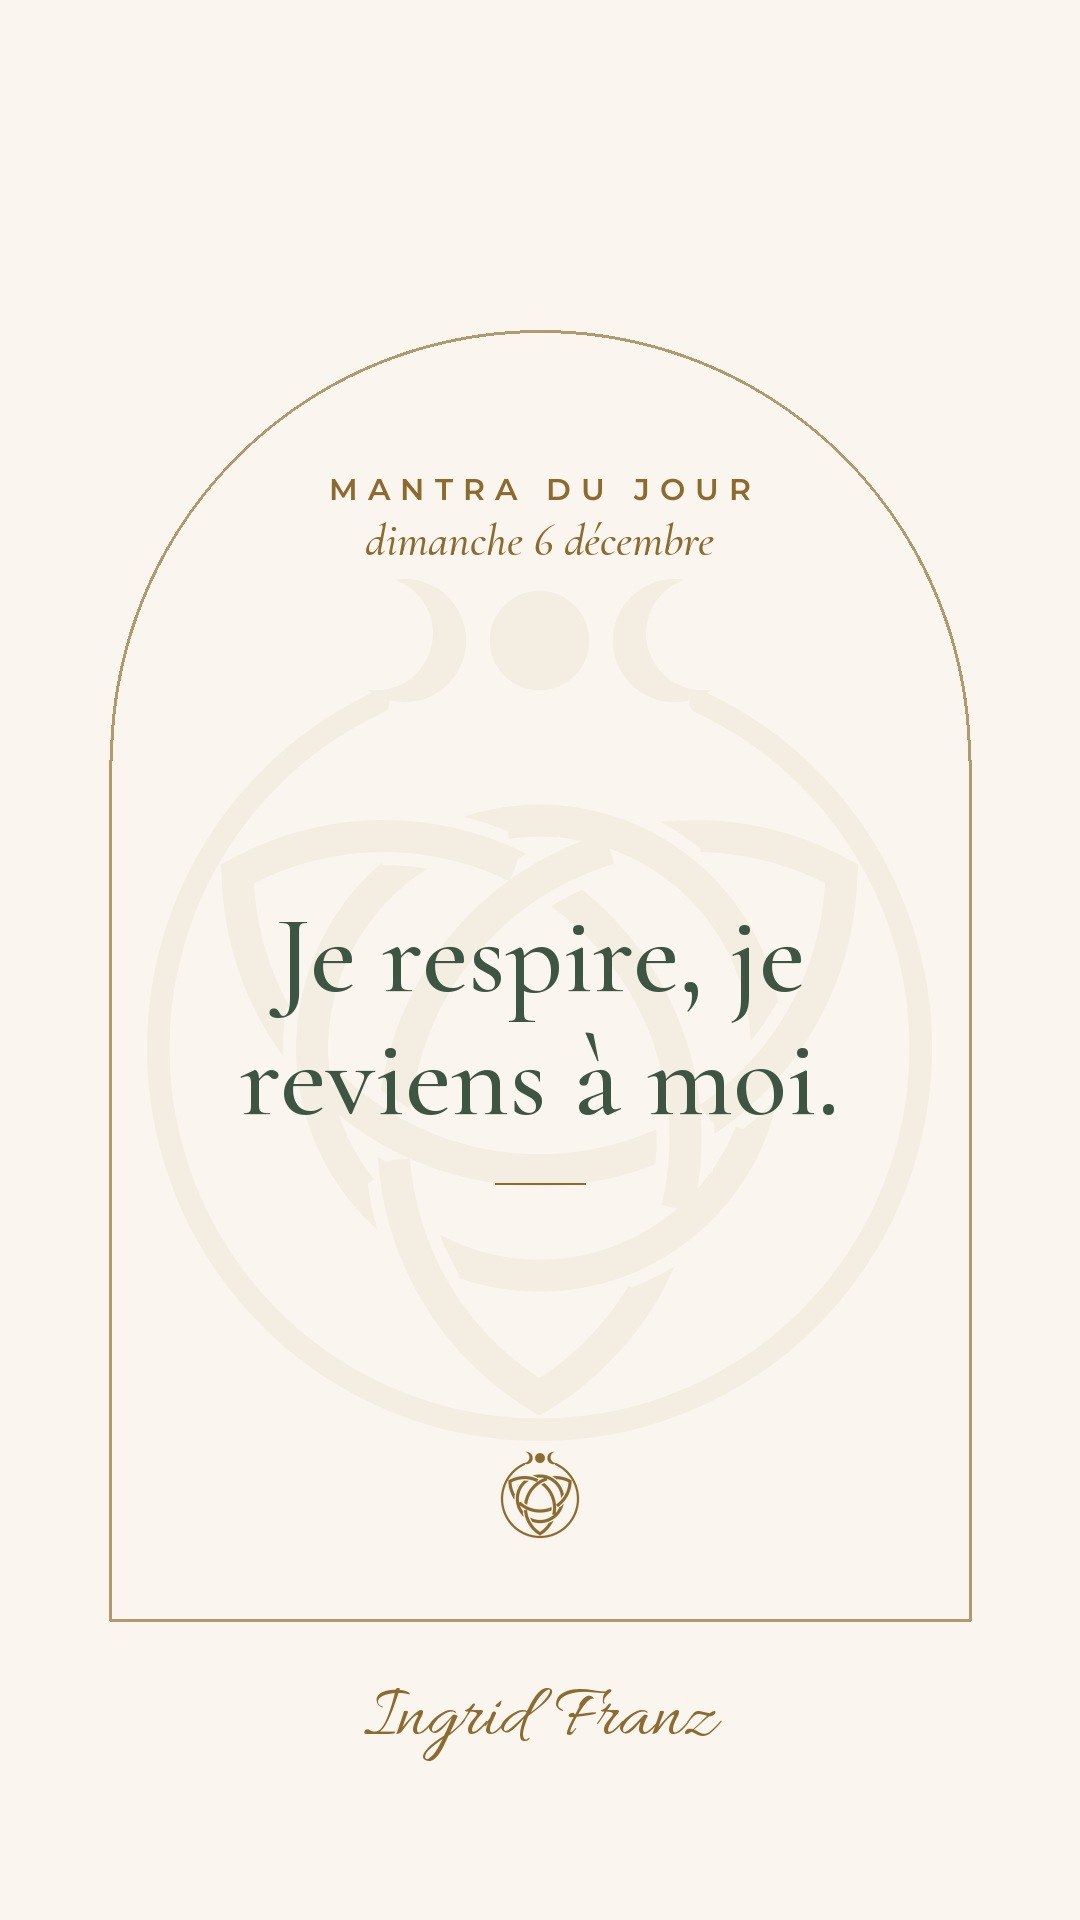 MANTRA DU JOUR
dimanche 6 décembre
Je respire, je
reviens à moi.
Ingrid Franz